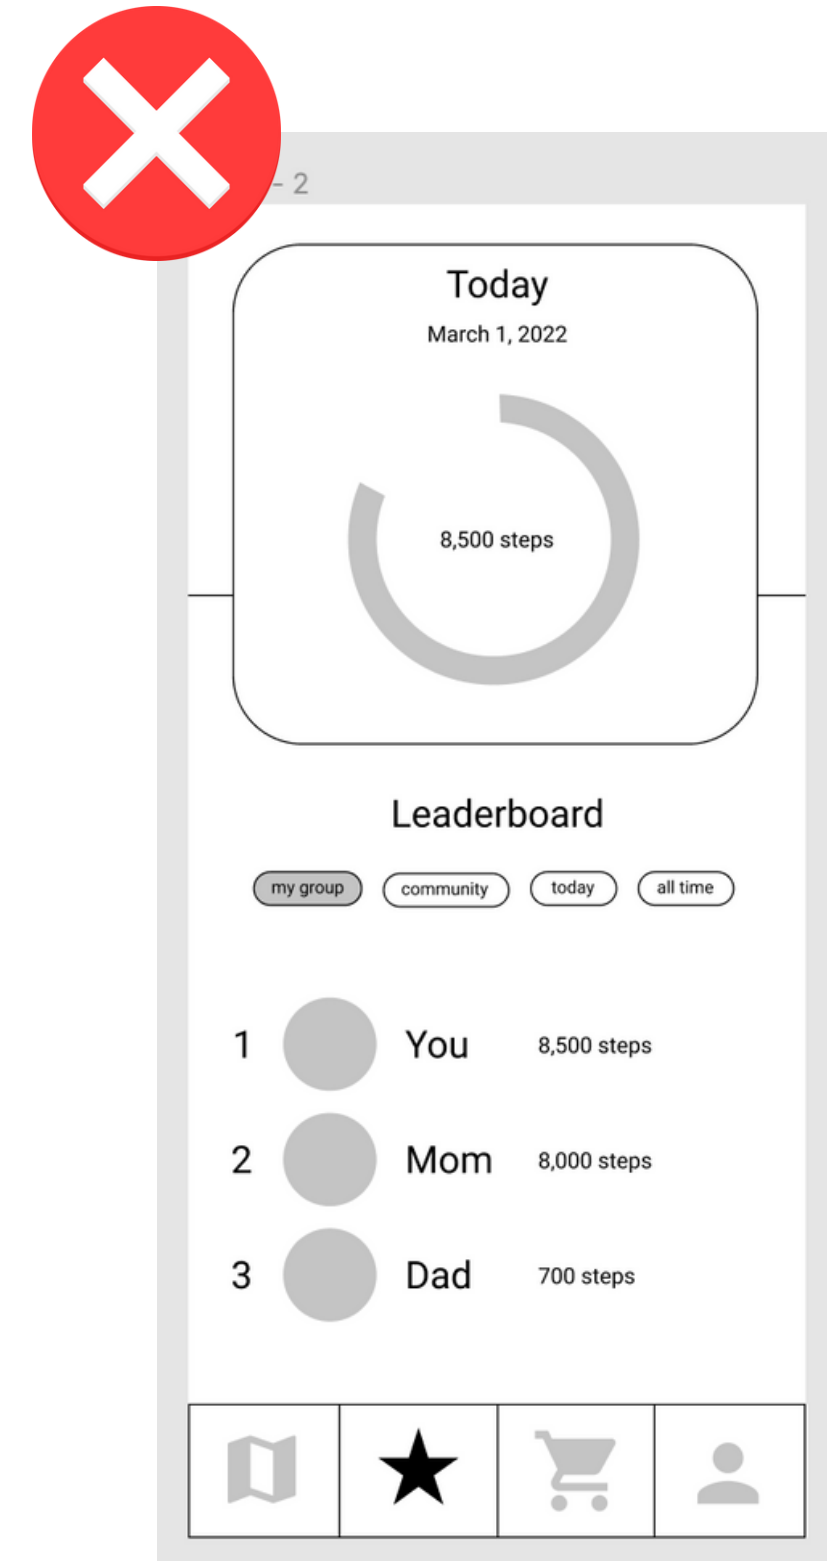 - 2
Today
March 1, 2022
8,500 steps
Leaderboard
my group community today all time
1 You 8,500 steps
2 Mom 8,000 steps
3 Dad 700 steps